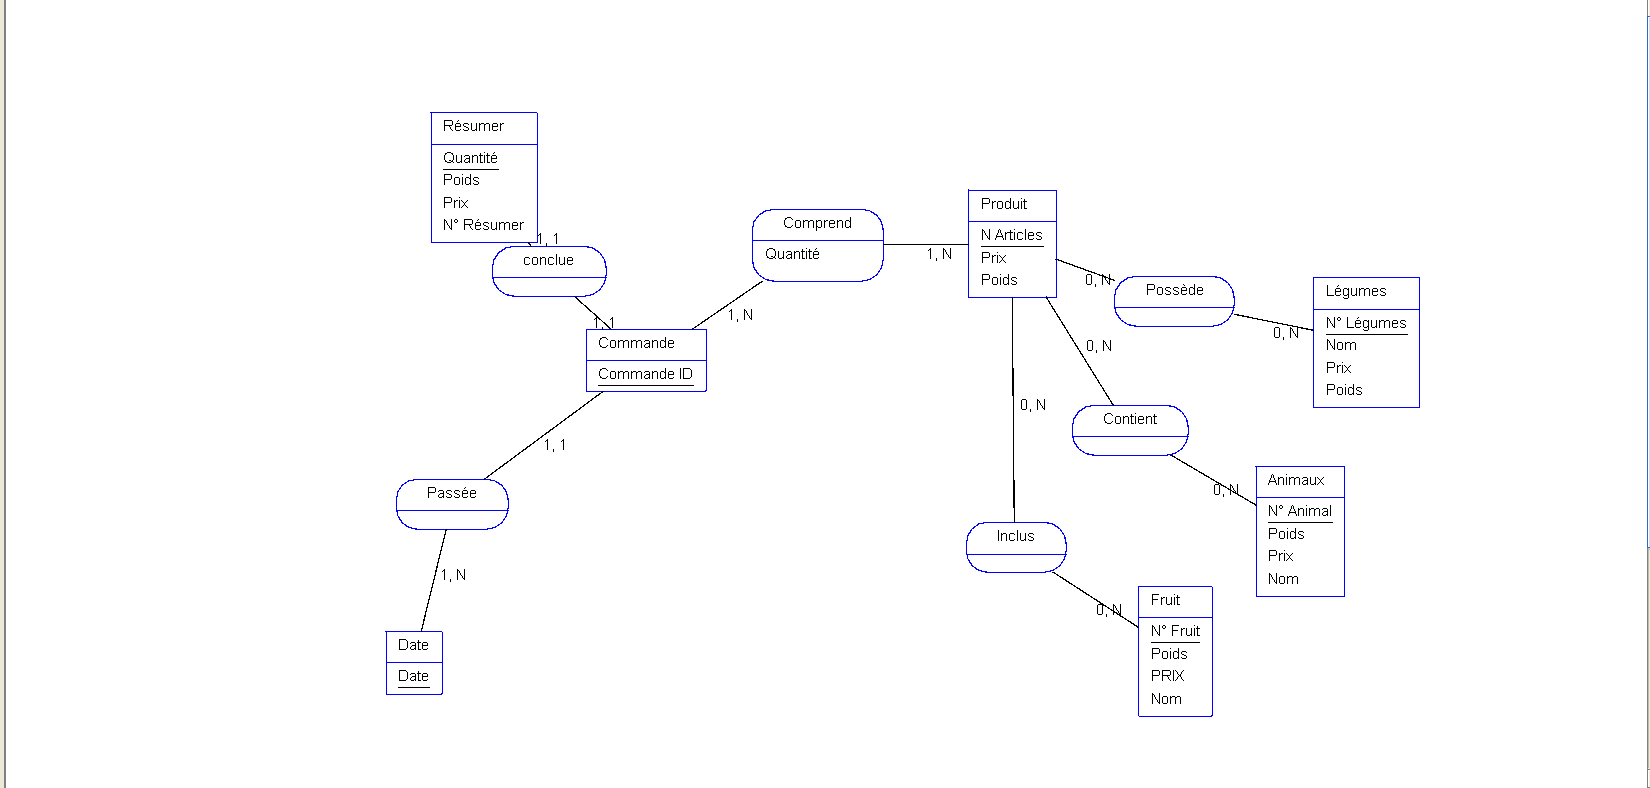 Résumer
Quantité
Poids
Prix
N° Résumer
1, 1
conclue
1, 1
Commande
Commande ID
1, 1
Passée
1, N
Date
Date
Comprend
Quantité
1, N
1, N
Produit
N Articles
Prix
Poids
0, N
Possède
0, N
Légumes
N° Légumes
Nom
Prix
Poids
0, N
Contient
0, N
Animaux
N° Animal
Poids
Prix
Nom
0, N
Inclus
0, N
Fruit
N° Fruit
Poids
PRIX
Nom